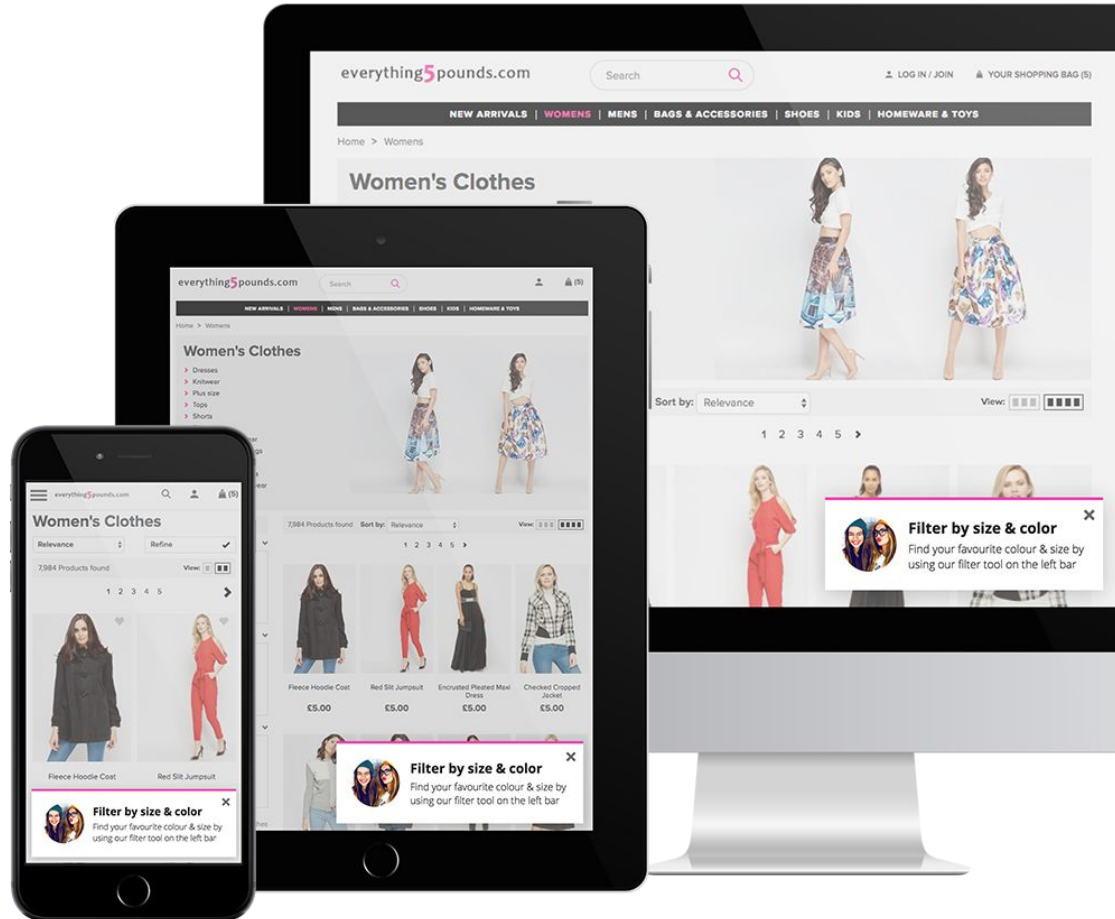 everything5pounds.com
Search
LOG IN / JOIN
YOUR SHOPPING BAG (5)
NEW ARRIVALS | WOMENS | MENS | BAGS & ACCESSORIES | SHOES | KIDS | HOMEWARE & TOYS
Home > Womens
Women's Clothes
Sort by: Relevance
View:
1 2 3 4 5 >
Filter by size & color
Find your favourite colour & size by
using our filter tool on the left bar
everything5pounds.com
Search
(5)
NEW ARRIVALS | WOMENS | MENS | BAGS & ACCESSORIES | SHOES | KIDS | HOMEWARE & TOYS
Home > Womens
Women's Clothes
> Dresses
> Knitwear
> Plus size
> Tops
> Shorts
7,984 Products found Sort by: Relevance
View:
1 2 3 4 5 >
Fleece Hoodie Coat
£5.00
Red Slit Jumpsuit
£5.00
Encrusted Pleated Maxi
Dress
£5.00
Checked Cropped
Jacket
£5.00
Filter by size & color
Find your favourite colour & size by
using our filter tool on the left bar
everything5pounds.com
(5)
Women's Clothes
Relevance
Refine
7,984 Products found
View:
1 2 3 4 5 >
Fleece Hoodie Coat
Red Slit Jumpsuit
Filter by size & color
Find your favourite colour & size by
using our filter tool on the left bar